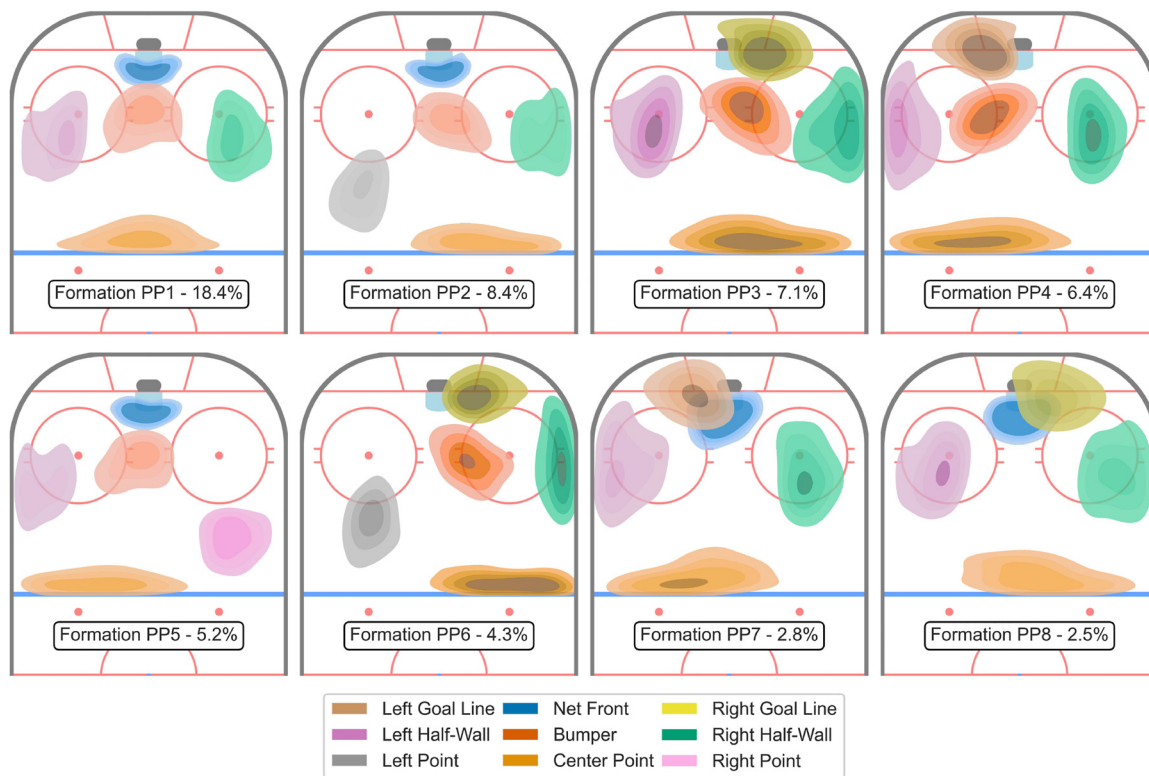 Formation PP1 - 18.4%
Formation PP2 - 8.4%
Formation PP3 - 7.1%
Formation PP4 - 6.4%
Formation PP5 - 5.2%
Formation PP6 - 4.3%
Formation PP7 - 2.8%
Formation PP8 - 2.5%
Left Goal Line
Net Front
Right Goal Line
Left Half-Wall
Bumper
Right Half-Wall
Left Point
Center Point
Right Point